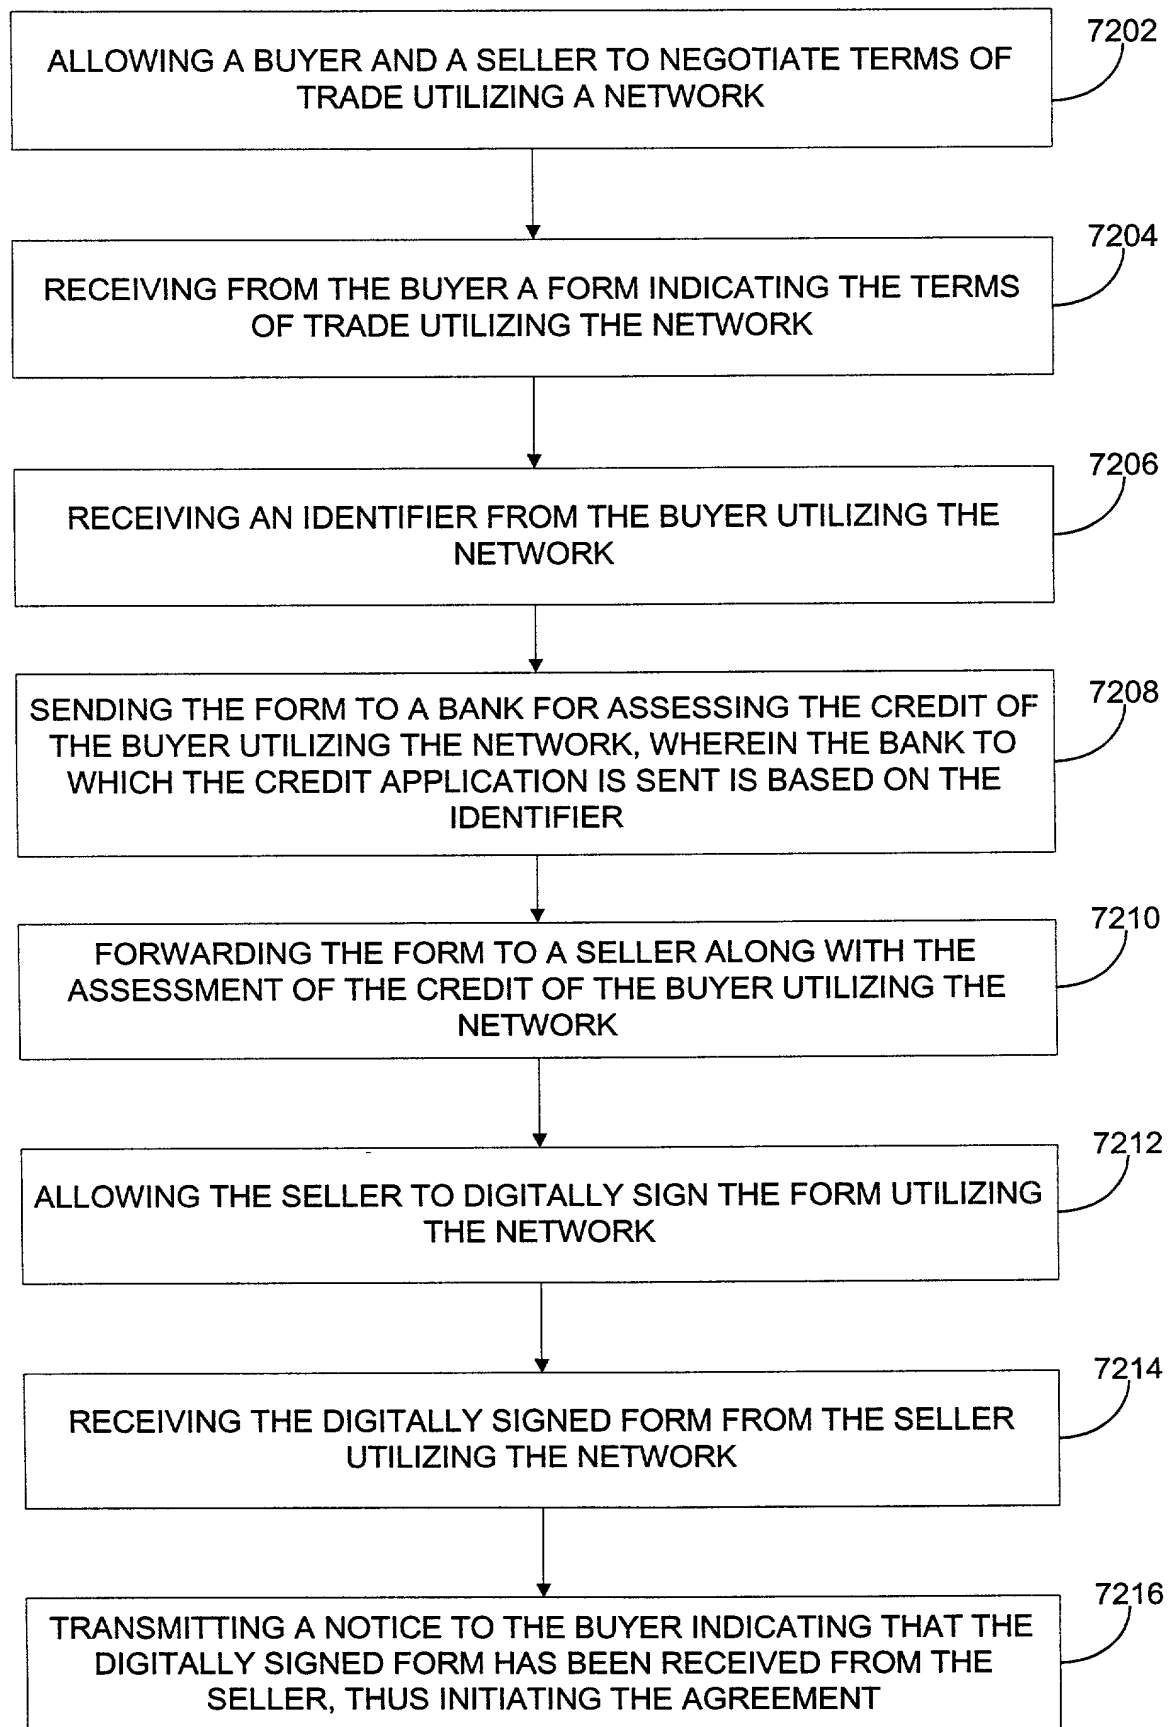 7202
ALLOWING A BUYER AND A SELLER TO NEGOTIATE TERMS OF
TRADE UTILIZING A NETWORK
7204
RECEIVING FROM THE BUYER A FORM INDICATING THE TERMS
OF TRADE UTILIZING THE NETWORK
7206
RECEIVING AN IDENTIFIER FROM THE BUYER UTILIZING THE
NETWORK
7208
SENDING THE FORM TO A BANK FOR ASSESSING THE CREDIT OF
THE BUYER UTILIZING THE NETWORK, WHEREIN THE BANK TO
WHICH THE CREDIT APPLICATION IS SENT IS BASED ON THE
IDENTIFIER
7210
FORWARDING THE FORM TO A SELLER ALONG WITH THE
ASSESSMENT OF THE CREDIT OF THE BUYER UTILIZING THE
NETWORK
7212
ALLOWING THE SELLER TO DIGITALLY SIGN THE FORM UTILIZING
THE NETWORK
7214
RECEIVING THE DIGITALLY SIGNED FORM FROM THE SELLER
UTILIZING THE NETWORK
7216
TRANSMITTING A NOTICE TO THE BUYER INDICATING THAT THE
DIGITALLY SIGNED FORM HAS BEEN RECEIVED FROM THE
SELLER, THUS INITIATING THE AGREEMENT